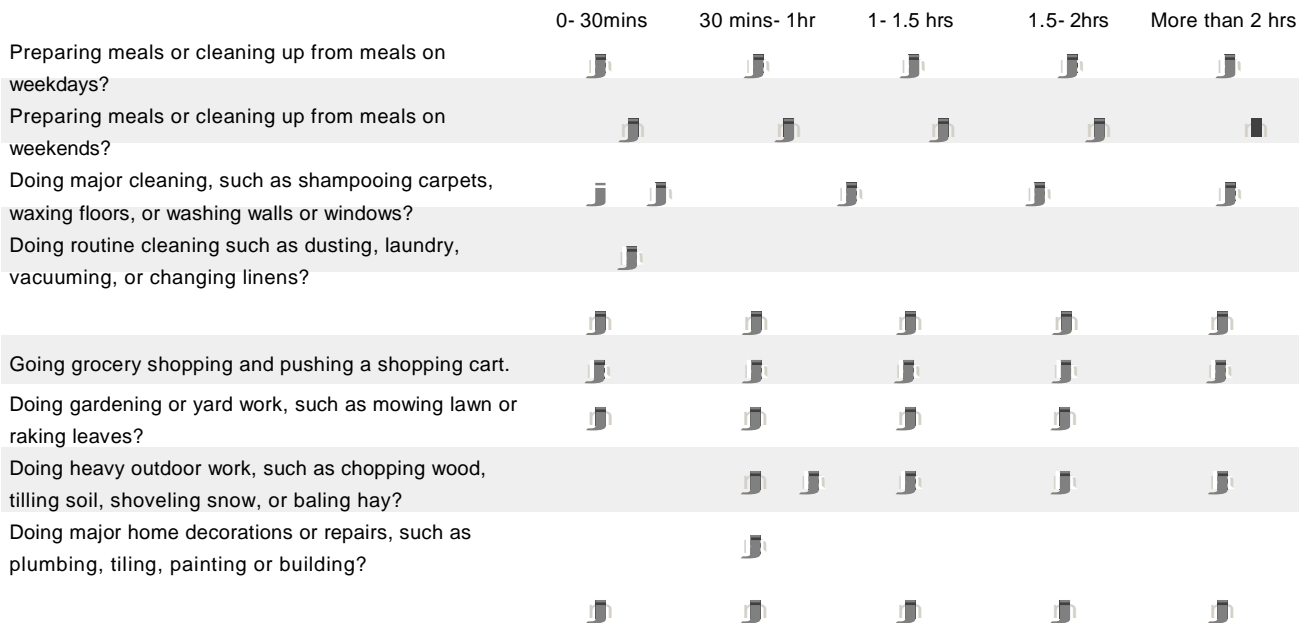 0- 30mins 30 mins- 1hr 1- 1.5 hrs 1.5- 2hrs More than 2 hrs
Preparing meals or cleaning up from meals on
weekdays?
Preparing meals or cleaning up from meals on
weekends?
Doing major cleaning, such as shampooing carpets,
waxing floors, or washing walls or windows?
Doing routine cleaning such as dusting, laundry,
vacuuming, or changing linens?
Going grocery shopping and pushing a shopping cart.
Doing gardening or yard work, such as mowing lawn or
raking leaves?
Doing heavy outdoor work, such as chopping wood,
tilling soil, shoveling snow, or baling hay?
Doing major home decorations or repairs, such as
plumbing, tiling, painting or building?